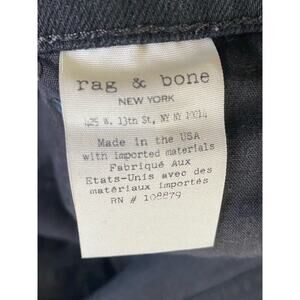 rag & bone
NEW YORK
425 W. 13th St, NY NY 10014
Made in the USA
with imported materials
Fabriqué Aux
Etats-Unis avec des
matériaux importés
RN # 108879